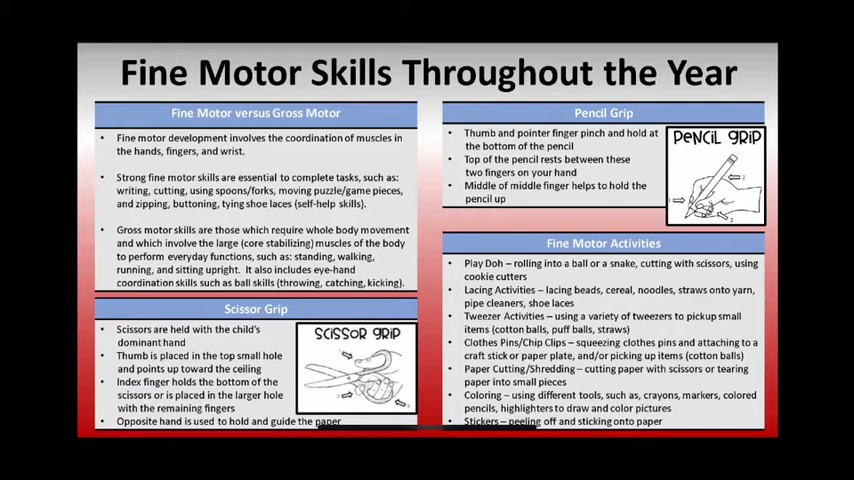 Fine Motor Skills Throughout the Year
Fine Motor versus Gross Motor
• Fine motor development involves the coordination of muscles in
the hands, fingers, and wrist.
• Strong fine motor skills are essential to complete tasks, such as:
writing, cutting, using spoons/forks, moving puzzle/game pieces,
and zipping, buttoning, tying shoe laces (self-help skills).
• Gross motor skills are those which require whole body movement
and which involve the large (core stabilizing) muscles of the body
to perform everyday functions, such as: standing, walking,
running, and sitting upright. It also includes eye-hand
coordination skills such as ball skills (throwing, catching, kicking).
Scissor Grip
• Scissors are held with the child's
dominant hand
• Thumb is placed in the top small hole
and points up toward the ceiling
• Index finger holds the bottom of the
scissors or is placed in the larger hole
with the remaining fingers
• Opposite hand is used to hold and guide the paper
SCISSOR GRIP
1
2
3
Pencil Grip
• Thumb and pointer finger pinch and hold at
the bottom of the pencil
• Top of the pencil rests between these
two fingers on your hand
• Middle of middle finger helps to hold the
pencil up
PENCIL GRIP
1
2
3
Fine Motor Activities
• Play Doh – rolling into a ball or a snake, cutting with scissors, using
cookie cutters
• Lacing Activities – lacing beads, cereal, noodles, straws onto yarn,
pipe cleaners, shoe laces
• Tweezer Activities – using a variety of tweezers to pickup small
items (cotton balls, puff balls, straws)
• Clothes Pins/Chip Clips – squeezing clothes pins and attaching to a
craft stick or paper plate, and/or picking up items (cotton balls)
• Paper Cutting/Shredding – cutting paper with scissors or tearing
paper into small pieces
• Coloring – using different tools, such as, crayons, markers, colored
pencils, highlighters to draw and color pictures
• Stickers – peeling off and sticking onto paper